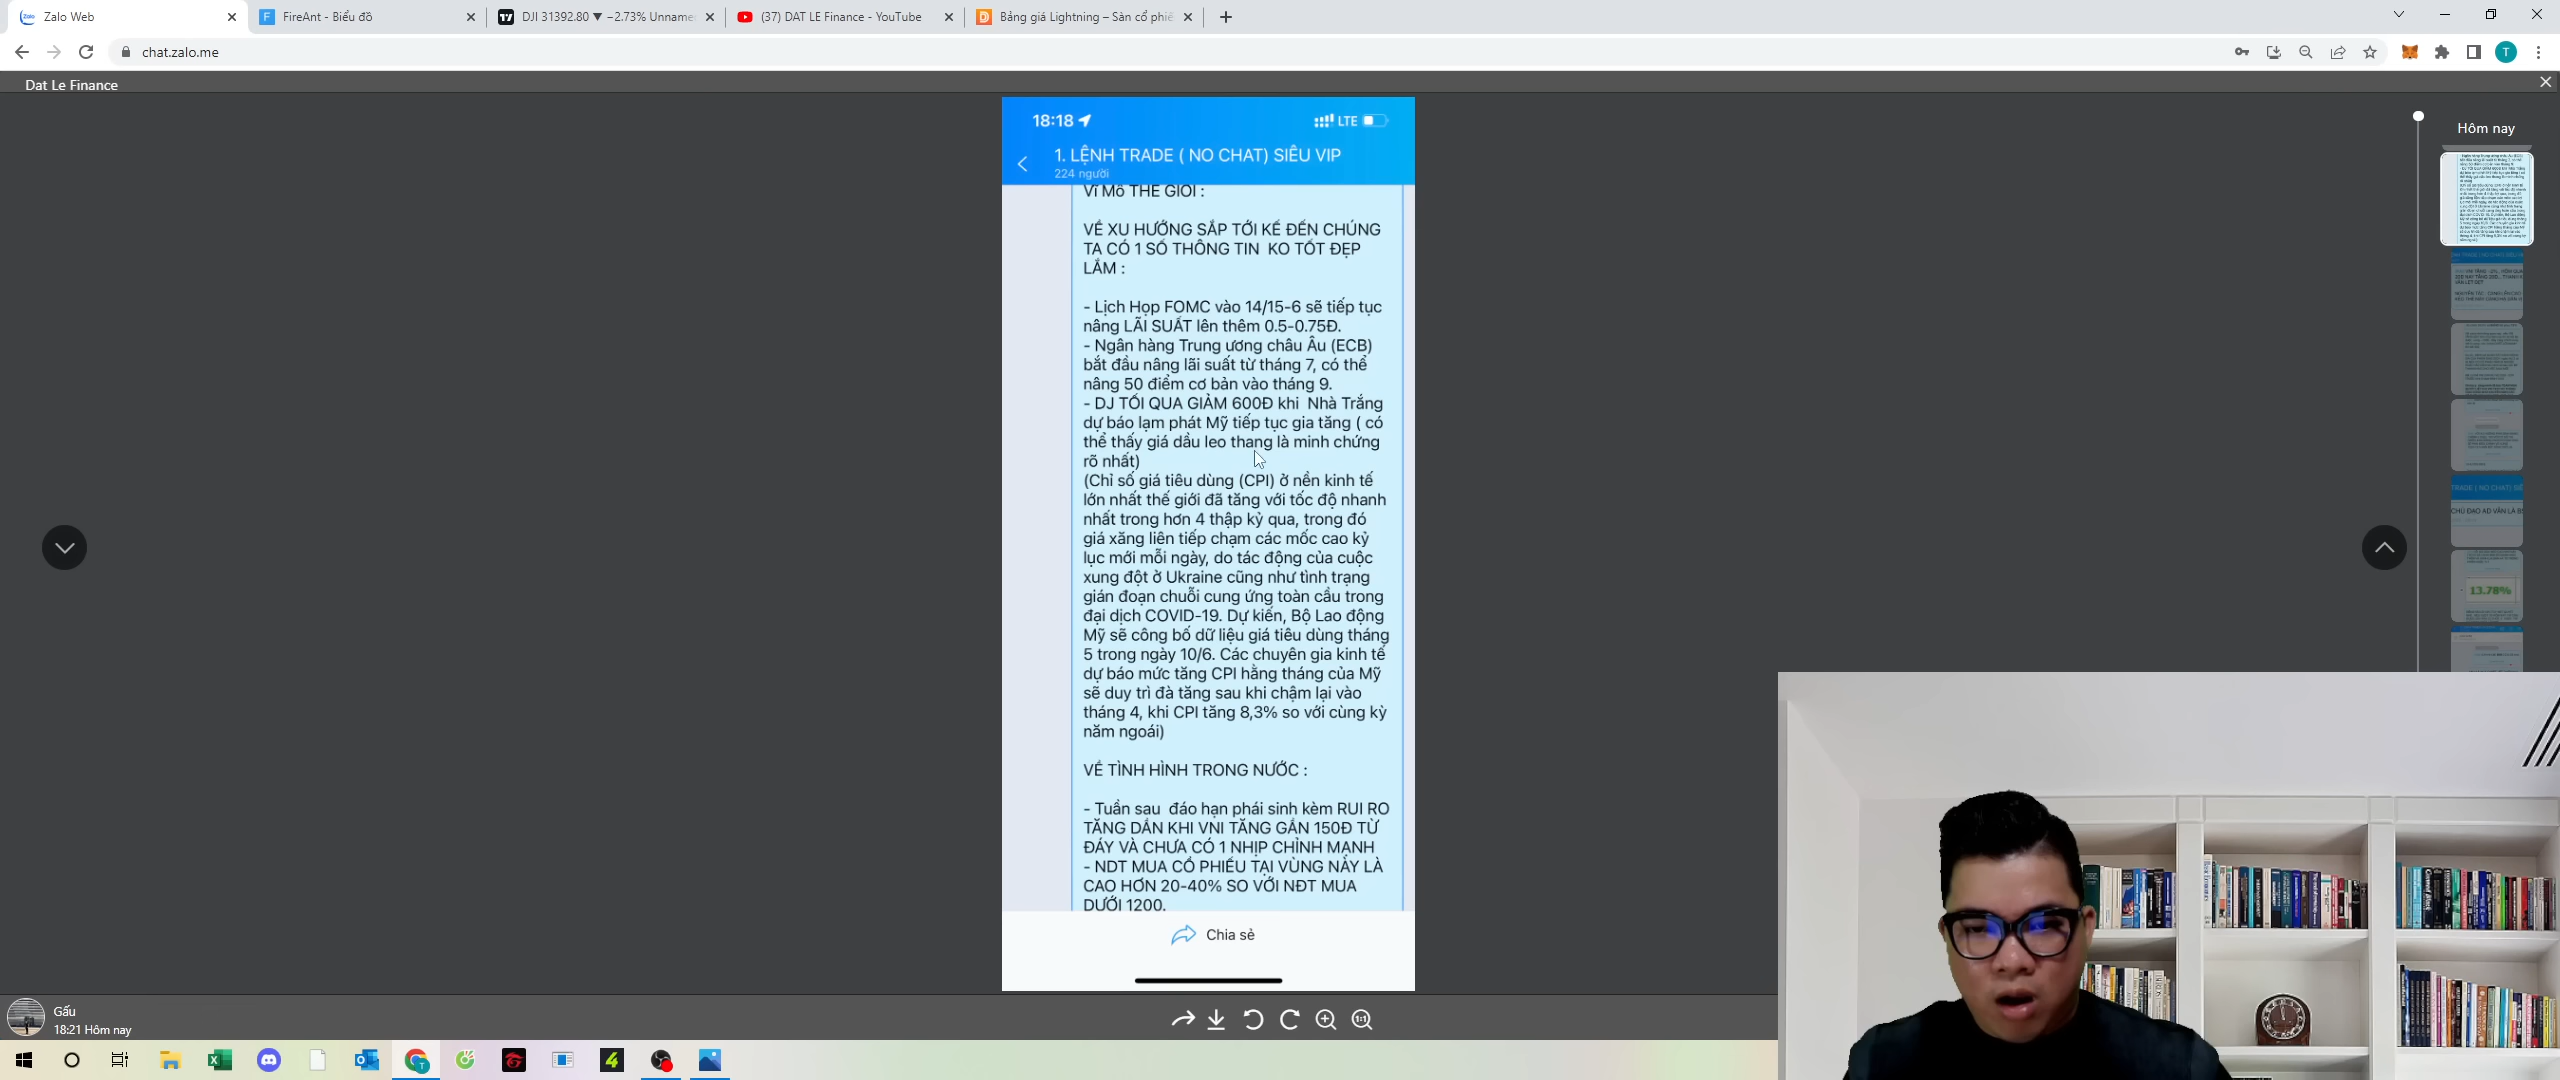 Zalo Web
FireAnt - Biểu đồ
DJI 31392.80 ▼ −2.73% Unname
(37) DAT LE Finance - YouTube
Bảng giá Lightning – Sàn cổ phiế
chat.zalo.me
T
Dat Le Finance
Hôm nay
18:18
LTE
1. LỆNH TRADE ( NO CHAT) SIÊU VIP
224 người
Vĩ Mô THẾ GIỚI :
VỀ XU HƯỚNG SẮP TỚI KẾ ĐẾN CHÚNG
TA CÓ 1 SỐ THÔNG TIN KO TỐT ĐẸP
LẮM :
- Lịch Họp FOMC vào 14/15-6 sẽ tiếp tục
nâng LÃI SUẤT lên thêm 0.5-0.75Đ.
- Ngân hàng Trung ương châu Âu (ECB)
bắt đầu nâng lãi suất từ tháng 7, có thể
nâng 50 điểm cơ bản vào tháng 9.
- DJ TỐI QUA GIẢM 600Đ khi Nhà Trắng
dự báo lạm phát Mỹ tiếp tục gia tăng ( có
thể thấy giá dầu leo thang là minh chứng
rõ nhất)
(Chỉ số giá tiêu dùng (CPI) ở nền kinh tế
lớn nhất thế giới đã tăng với tốc độ nhanh
nhất trong hơn 4 thập kỷ qua, trong đó
giá xăng liên tiếp chạm các mốc cao kỷ
lục mới mỗi ngày, do tác động của cuộc
xung đột ở Ukraine cũng như tình trạng
gián đoạn chuỗi cung ứng toàn cầu trong
đại dịch COVID-19. Dự kiến, Bộ Lao động
Mỹ sẽ công bố dữ liệu giá tiêu dùng tháng
5 trong ngày 10/6. Các chuyên gia kinh tế
dự báo mức tăng CPI hằng tháng của Mỹ
sẽ duy trì đà tăng sau khi chậm lại vào
tháng 4, khi CPI tăng 8,3% so với cùng kỳ
năm ngoái)
VỀ TÌNH HÌNH TRONG NƯỚC :
- Tuần sau đáo hạn phái sinh kèm RUI RO
TĂNG DẦN KHI VNI TĂNG GẦN 150Đ TỪ
ĐÁY VÀ CHƯA CÓ 1 NHỊP CHỈNH MẠNH
- NDT MUA CỔ PHIẾU TẠI VÙNG NÀY LÀ
CAO HƠN 20-40% SO VỚI NĐT MUA
DƯỚI 1200.
Chia sẻ
TRADE ( NO CHAT) SIÊ
13.78%
Gấu
18:21 Hôm nay